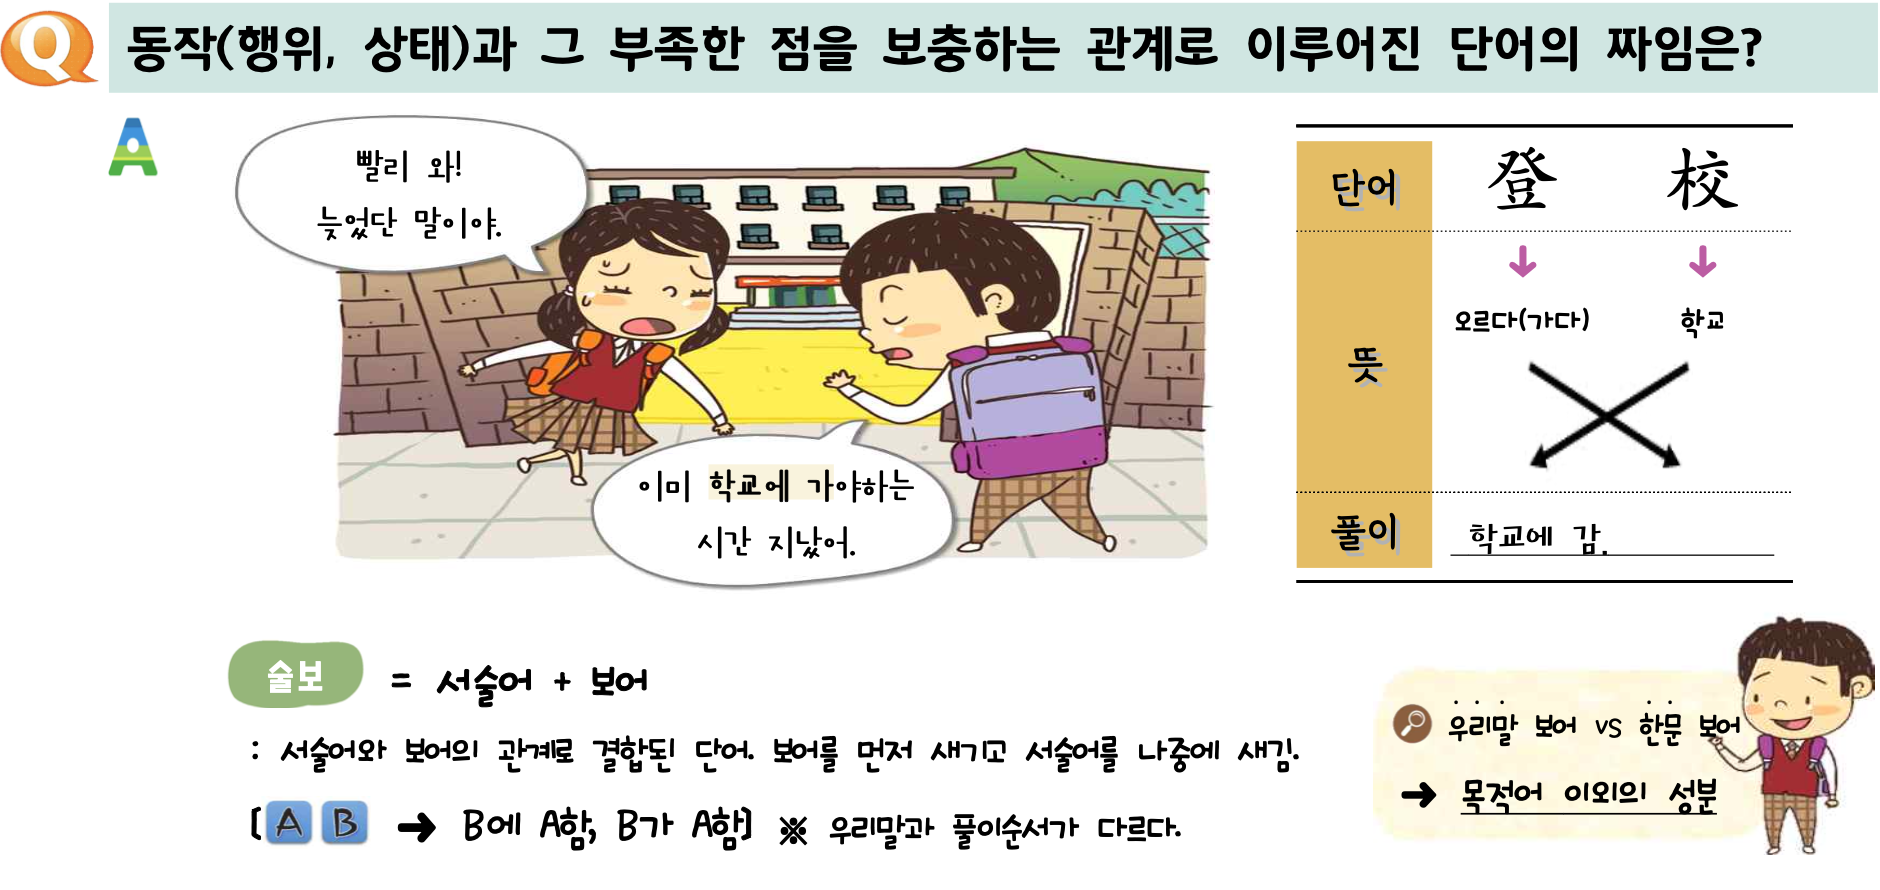 Q 동작(행위, 상태)과 그 부족한 점을 보충하는 관계로 이루어진 단어의 짜임은?
A
빨리 와!
늦었단 말이야.
이미 학교에 가야하는
시간 지났어.
단어 登 校
뜻
↓ ↓
오르다(가다) 학교
풀이 학교에 감.
술보 = 서술어 + 보어
: 서술어와 보어의 관계로 결합된 단어. 보어를 먼저 새기고 서술어를 나중에 새김.
[A B → B에 A함, B가 A함] ※ 우리말과 풀이순서가 다르다.
우리말 보어 VS 한문 보어
→ 목적어 이외의 성분